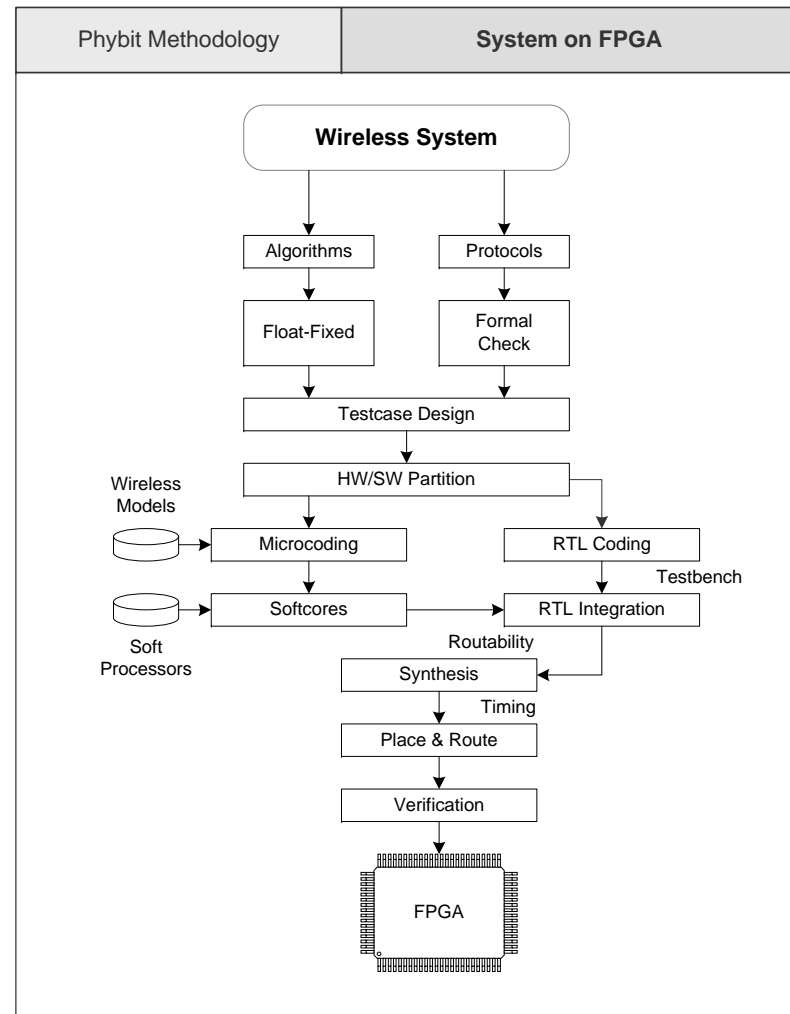 Phybit Methodology
System on FPGA
Wireless System
Algorithms
Protocols
Float-Fixed
Formal
Check
Testcase Design
HW/SW Partition
Wireless
Models
Microcoding
RTL Coding
Testbench
Softcores
RTL Integration
Soft
Processors
Routability
Synthesis
Timing
Place & Route
Verification
FPGA